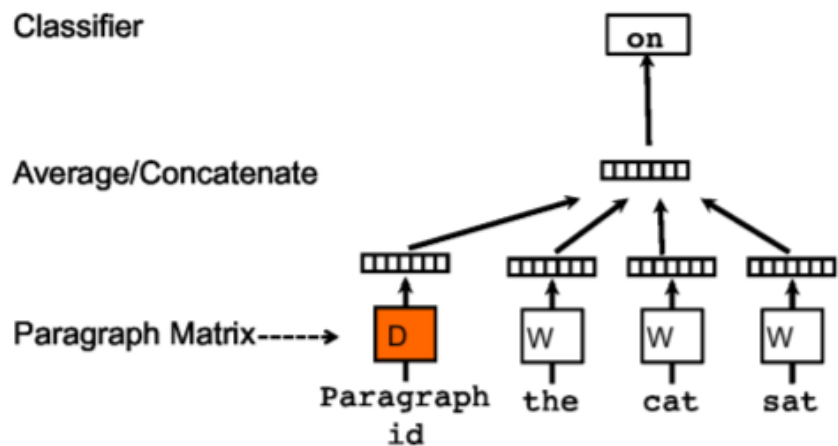 Classifier
on
Average/Concatenate
Paragraph Matrix
D
W
W
W
Paragraph
id
the
cat
sat